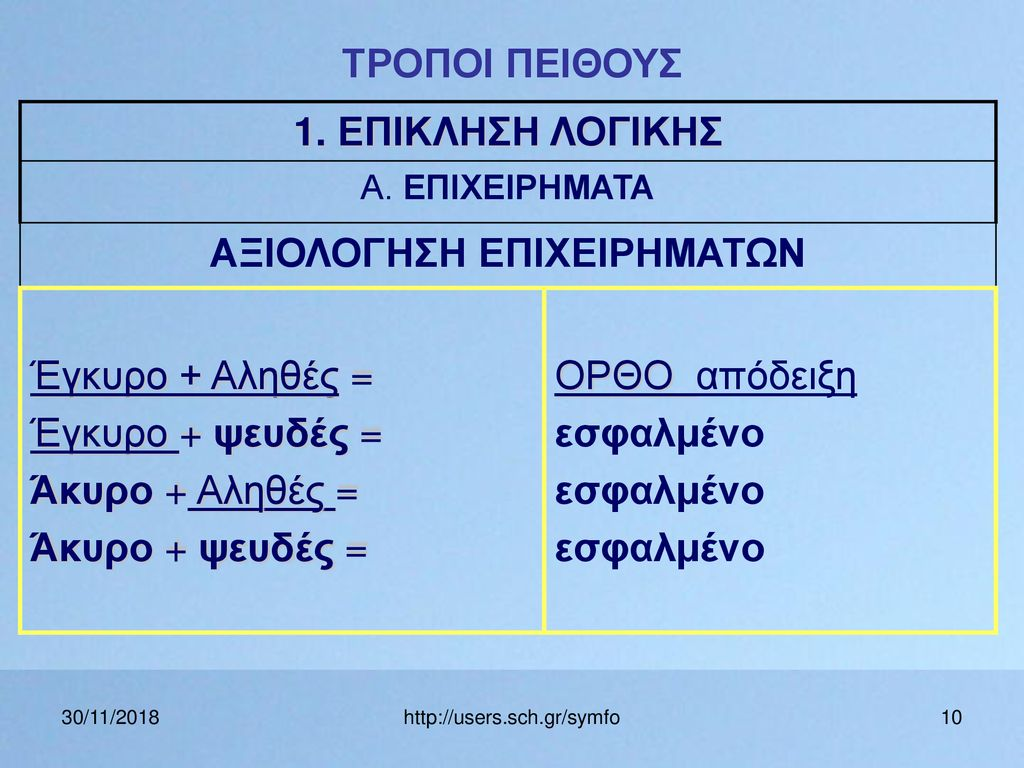 ΤΡΟΠΟΙ ΠΕΙΘΟΥΣ
1. ΕΠΙΚΛΗΣΗ ΛΟΓΙΚΗΣ
Α. ΕΠΙΧΕΙΡΗΜΑΤΑ
ΑΞΙΟΛΟΓΗΣΗ ΕΠΙΧΕΙΡΗΜΑΤΩΝ
Έγκυρο + Αληθές = ΟΡΘΟ απόδειξη
Έγκυρο + ψευδές = εσφαλμένο
Άκυρο + Αληθές = εσφαλμένο
Άκυρο + ψευδές = εσφαλμένο
30/11/2018 http://users.sch.gr/symfo 10